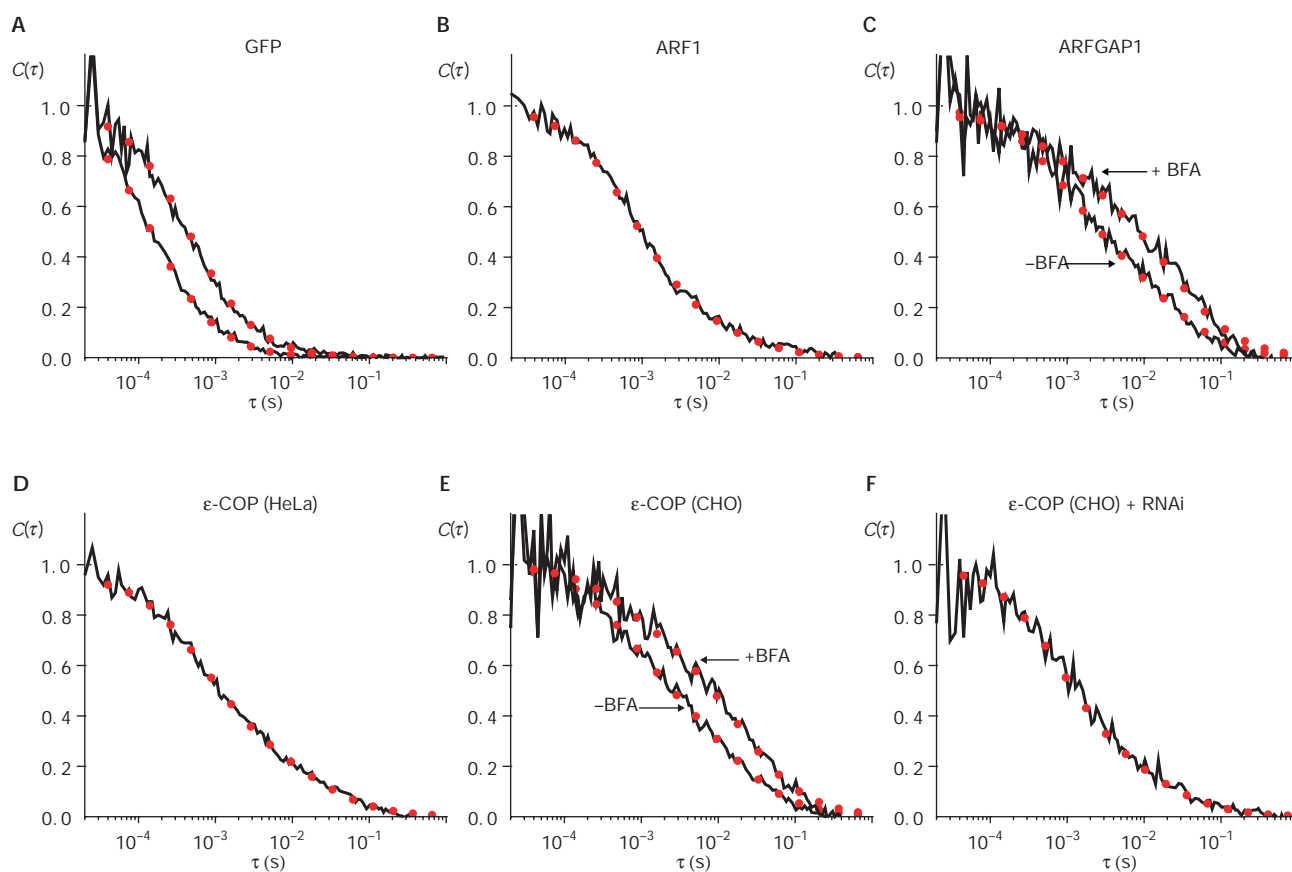 A
GFP
C(τ)
1.0
0.8
0.6
0.4
0.2
0.0
10⁻⁴ 10⁻³ 10⁻² 10⁻¹
τ (s)
B
ARF1
C(τ)
1.0
0.8
0.6
0.4
0.2
0.0
10⁻⁴ 10⁻³ 10⁻² 10⁻¹
τ (s)
C
ARFGAP1
C(τ)
1.0
0.8
0.6
0.4
0.2
0.0
+ BFA
–BFA
10⁻⁴ 10⁻³ 10⁻² 10⁻¹
τ (s)
D
ε-COP (HeLa)
C(τ)
1.0
0.8
0.6
0.4
0.2
0.0
10⁻⁴ 10⁻³ 10⁻² 10⁻¹
τ (s)
E
ε-COP (CHO)
C(τ)
1.0
0.8
0.6
0.4
0.2
0.0
+BFA
–BFA
10⁻⁴ 10⁻³ 10⁻² 10⁻¹
τ (s)
F
ε-COP (CHO) + RNAi
C(τ)
1.0
0.8
0.6
0.4
0.2
0.0
10⁻⁴ 10⁻³ 10⁻² 10⁻¹
τ (s)